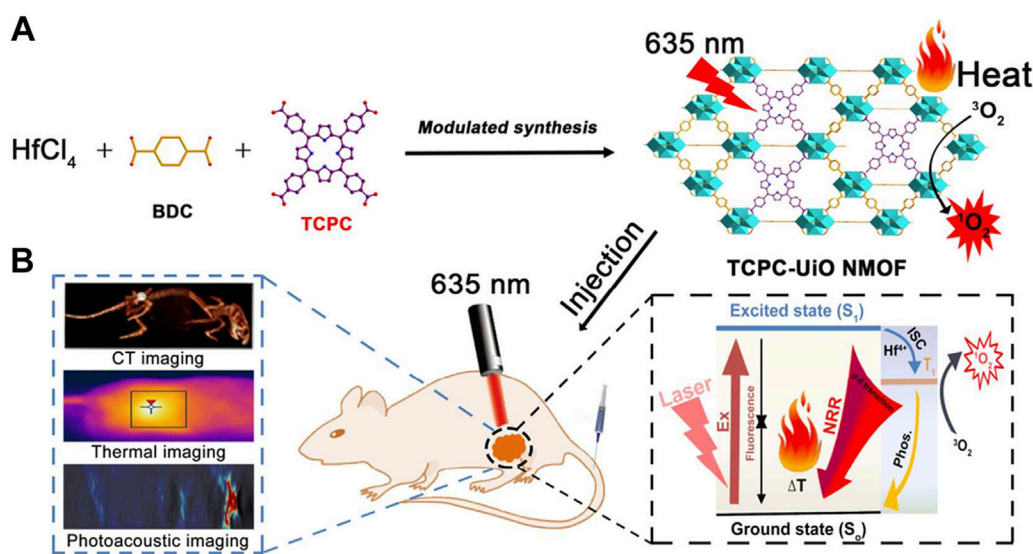 A
HfCl4 + BDC + TCPC
Modulated synthesis
635 nm
Heat
³O₂
¹O₂
TCPC-UiO NMOF
B
CT imaging
Thermal imaging
Photoacoustic imaging
635 nm
Injection
Excited state (S₁)
Laser
Ex
Fluorescence
ΔT
NRR
d-d transition
Hf⁴⁺
ISC
T₁
Phos.
¹O₂
³O₂
Ground state (S₀)